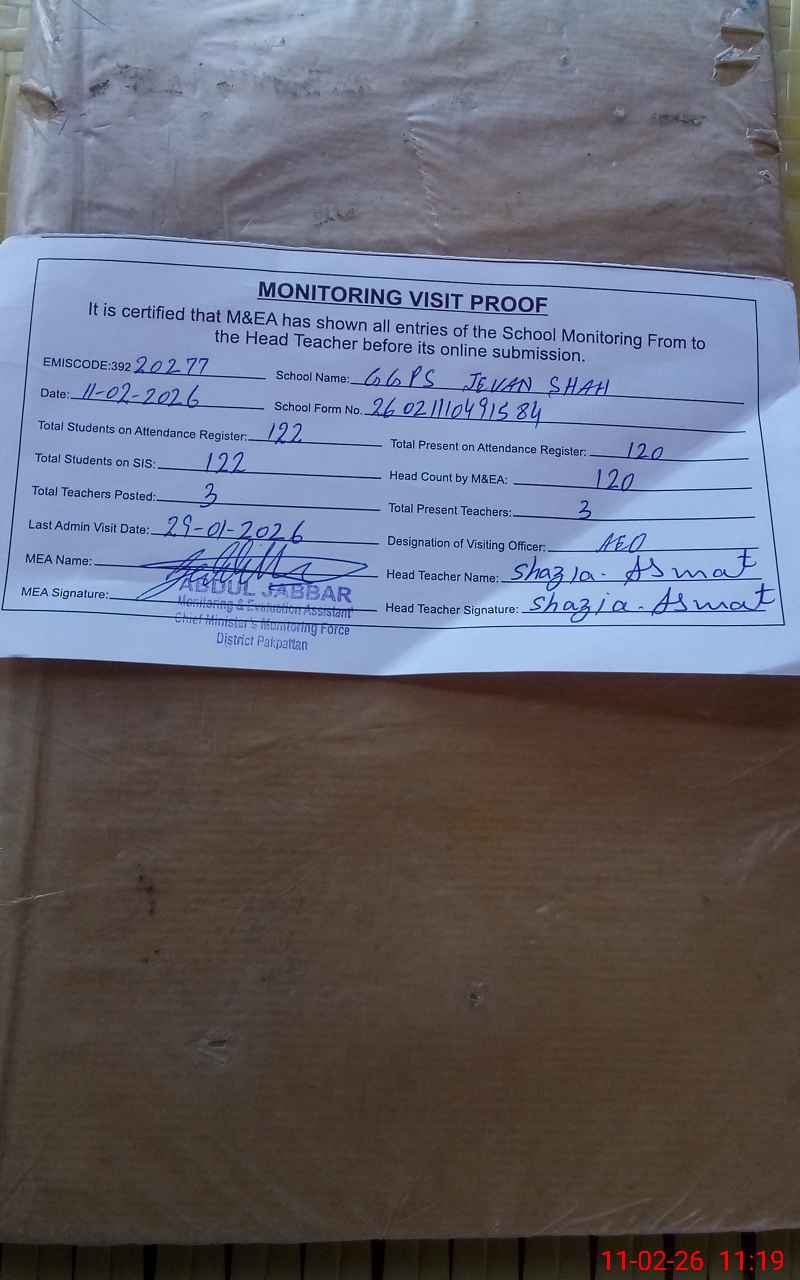 MONITORING VISIT PROOF
It is certified that M&EA has shown all entries of the School Monitoring From to
the Head Teacher before its online submission.
EMISCODE:392 20277 School Name: GGPS JEVAN SHAH
Date: 11-02-2026 School Form No. 26021110491584
Total Students on Attendance Register: 122 Total Present on Attendance Register: 120
Total Students on SIS: 122 Head Count by M&EA: 120
Total Teachers Posted: 3 Total Present Teachers: 3
Last Admin Visit Date: 29-01-2026 Designation of Visiting Officer: AEO
MEA Name: Head Teacher Name: Shazia. Asmat
MEA Signature: Head Teacher Signature: Shazia. Asmat
ABDUL JABBAR
Monitoring & Evaluation Assistant
Chief Minister's Monitoring Force
District Pakpattan
11-02-26 11:19